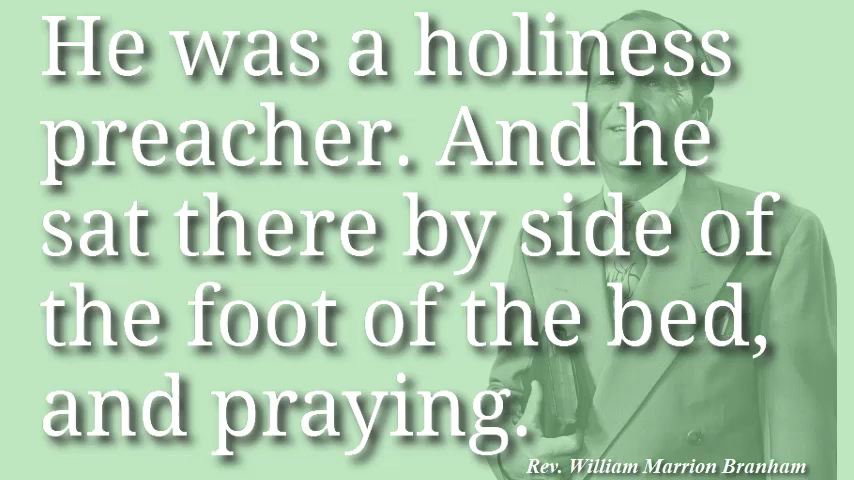 He was a holiness
preacher. And he
sat there by side of
the foot of the bed,
and praying.
Rev. William Marrion Branham